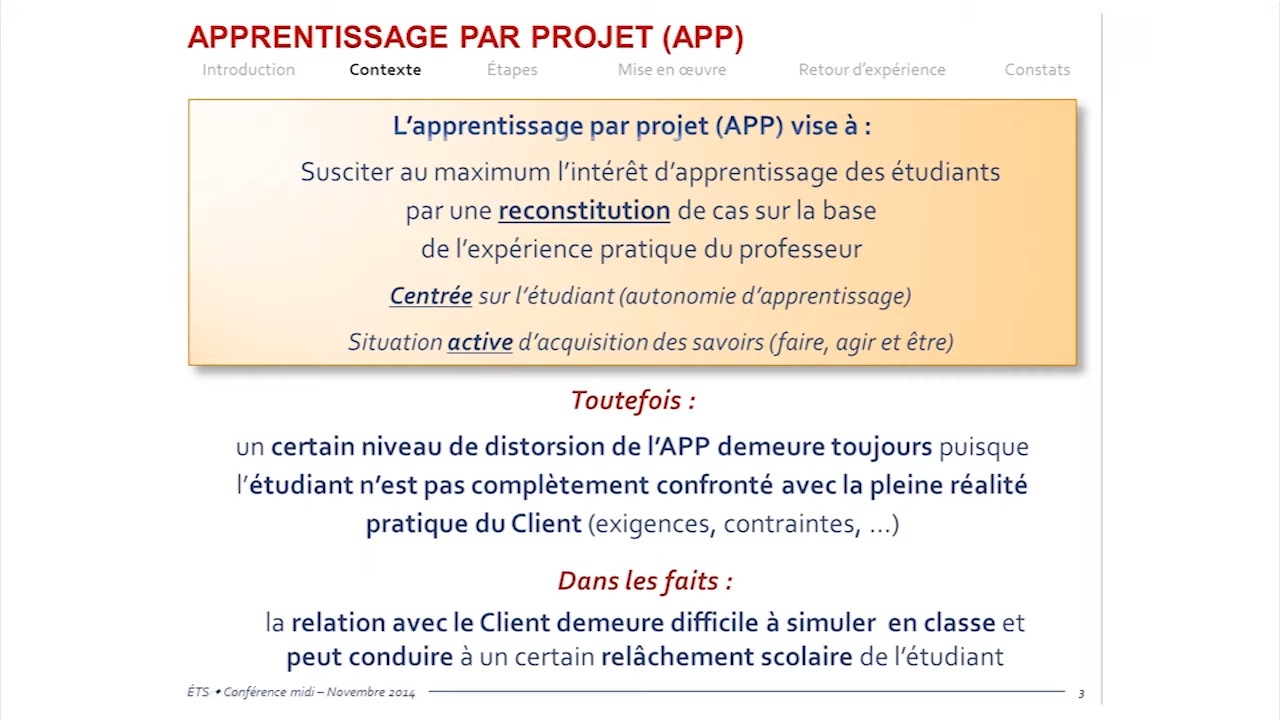 APPRENTISSAGE PAR PROJET (APP)
Introduction Contexte Étapes Mise en œuvre Retour d'expérience Constats
L'apprentissage par projet (APP) vise à :
Susciter au maximum l'intérêt d'apprentissage des étudiants
par une reconstitution de cas sur la base
de l'expérience pratique du professeur
Centrée sur l'étudiant (autonomie d'apprentissage)
Situation active d'acquisition des savoirs (faire, agir et être)
Toutefois :
un certain niveau de distorsion de l'APP demeure toujours puisque
l'étudiant n'est pas complètement confronté avec la pleine réalité
pratique du Client (exigences, contraintes, ...)
Dans les faits :
la relation avec le Client demeure difficile à simuler en classe et
peut conduire à un certain relâchement scolaire de l'étudiant
ÉTS • Conférence midi – Novembre 2014 3